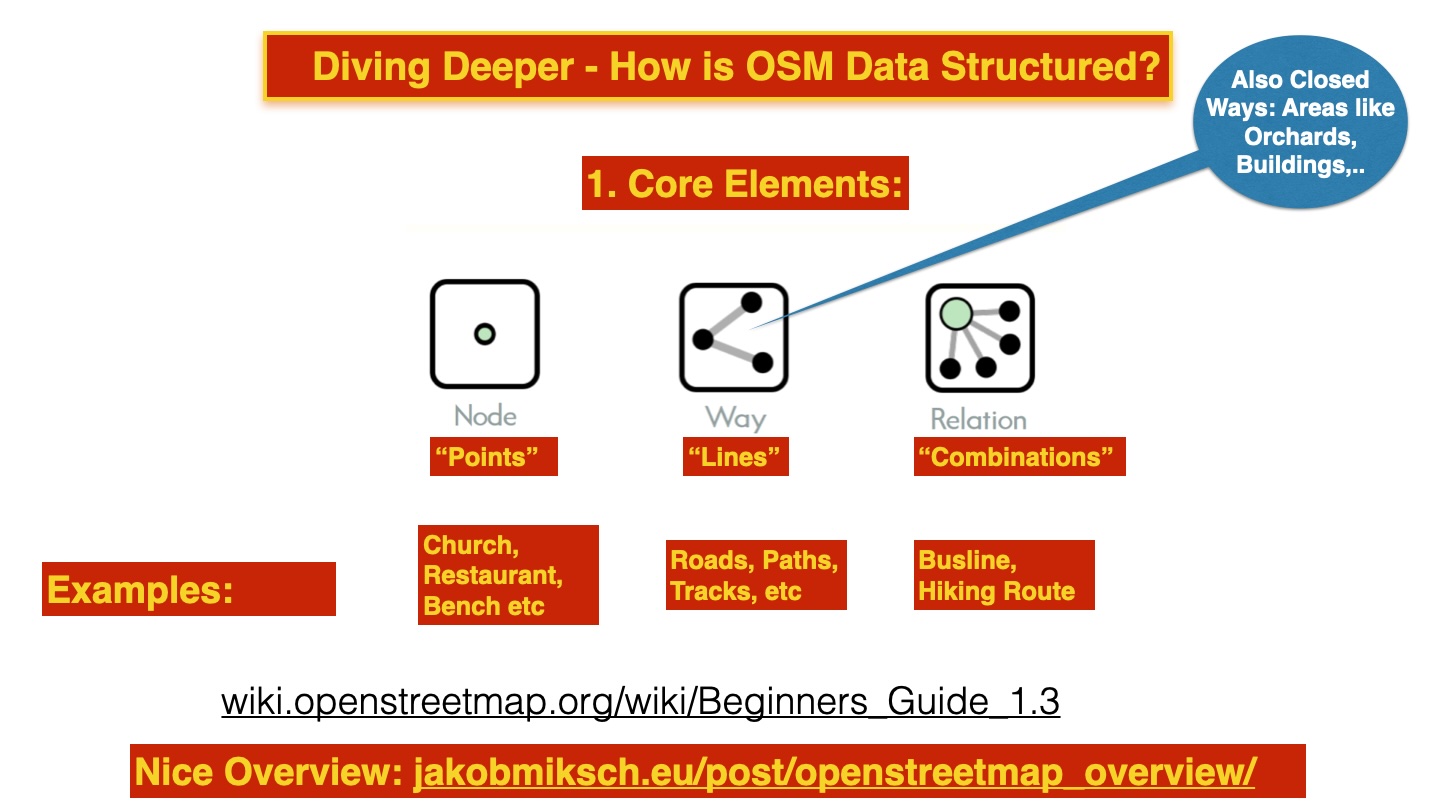 Diving Deeper - How is OSM Data Structured?
Also Closed
Ways: Areas like
Orchards,
Buildings,..
1. Core Elements:
Node
Way
Relation
“Points”
“Lines”
“Combinations”
Examples:
Church,
Restaurant,
Bench etc
Roads, Paths,
Tracks, etc
Busline,
Hiking Route
wiki.openstreetmap.org/wiki/Beginners_Guide_1.3
Nice Overview: jakobmiksch.eu/post/openstreetmap_overview/